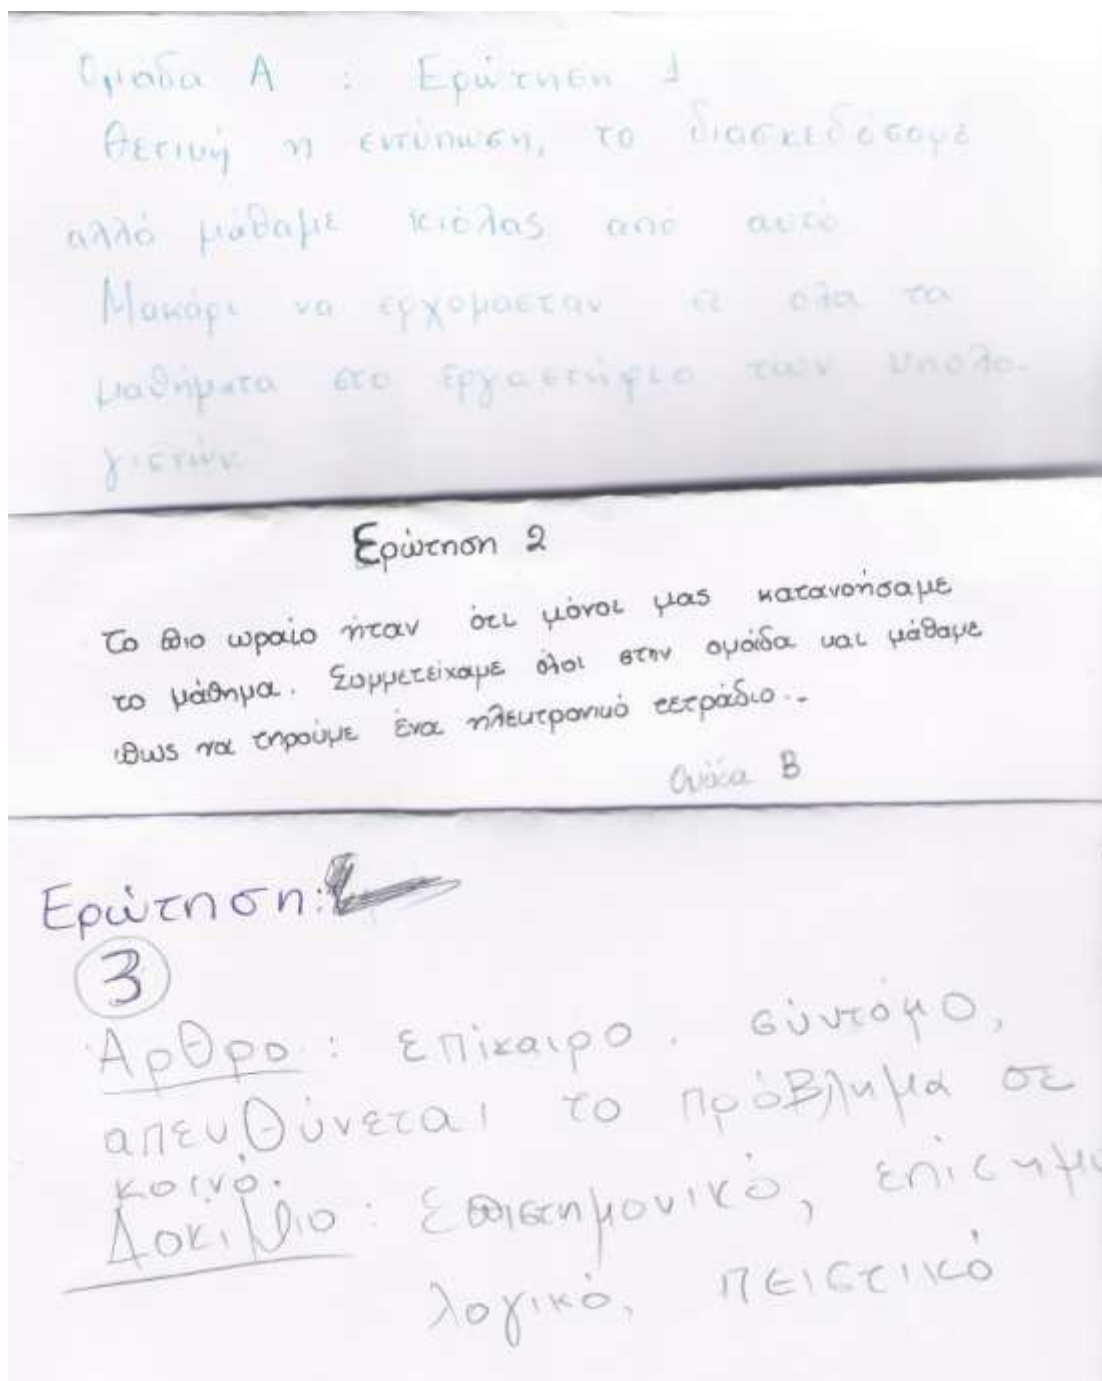 Ομάδα Α : Ερώτηση 1
Θετική η εντύπωση, το διασκεδάσαμε
αλλά μάθαμε κιόλας από αυτό
Μακάρι να ερχομασταν σε ολα τα
μαθήματα στο εργαστήριο των υπολο-
γιστών.
Ερώτηση 2
Το πιο ωραίο ήταν ότι μόνοι μας κατανοήσαμε
το μάθημα. Συμμετείχαμε όλοι στην ομάδα και μάθαμε
πως να τηρούμε ένα ηλεκτρονικό τετράδιο..
Ομάδα Β
Ερώτηση:
3
Αρθρο : επίκαιρο. σύντομο,
απευθύνεται το πρόβλημα σε
κοινό.
Δοκίμιο : Επιστημονικό,
λογικό, πειστικό